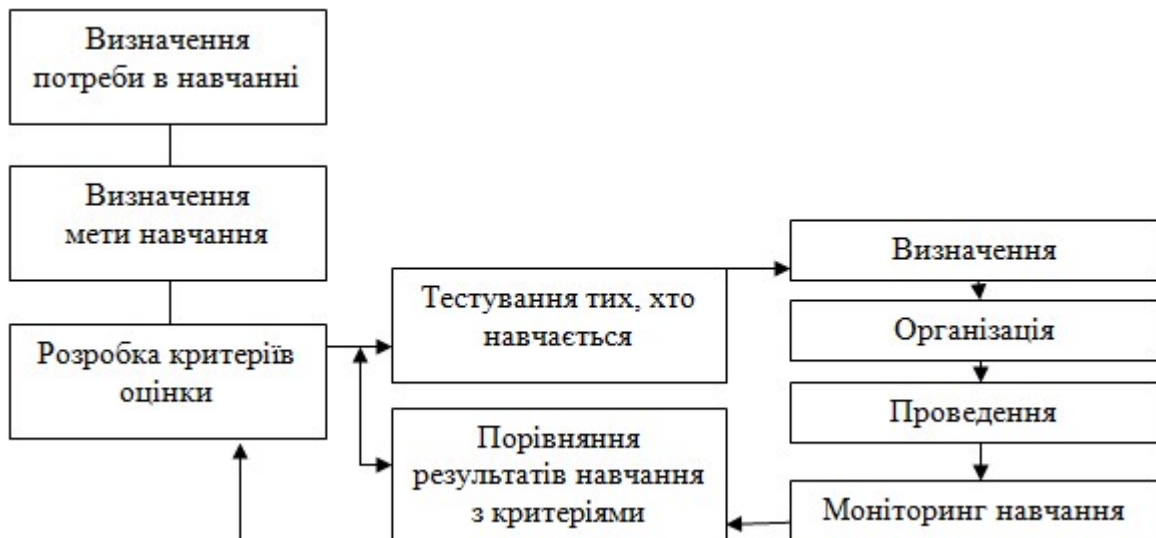 Визначення
потреби в навчанні
Визначення
мети навчання
Розробка критеріїв
оцінки
Тестування тих, хто
навчається
Порівняння
результатів навчання
з критеріями
Визначення
Організація
Проведення
Моніторинг навчання